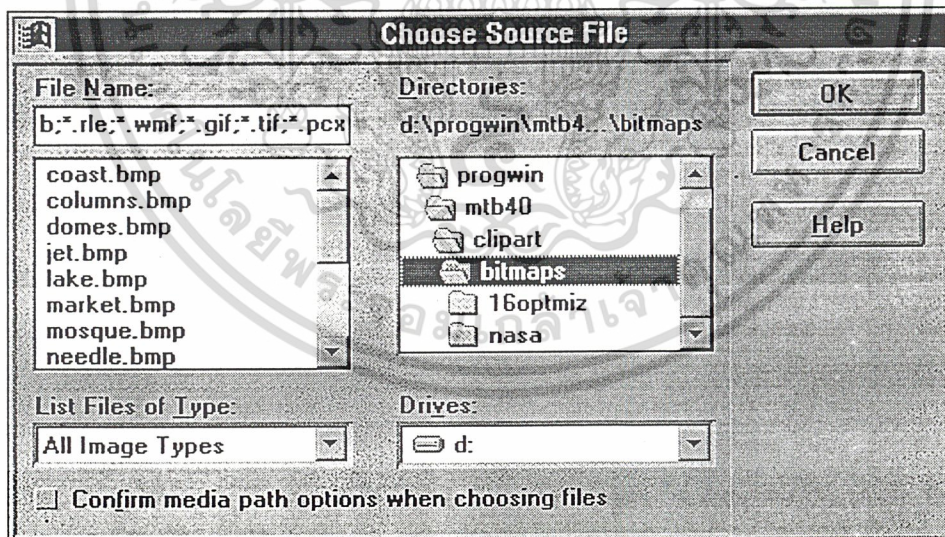 Choose Source File
File Name:
b;*.rle;*.wmf;*.gif;*.tif;*.pcx
coast.bmp
columns.bmp
domes.bmp
jet.bmp
lake.bmp
market.bmp
mosque.bmp
needle.bmp
List Files of Type:
All Image Types
Directories:
d:\progwin\mtb4...\bitmaps
progwin
mtb40
clipart
bitmaps
16optmiz
nasa
Drives:
d:
Confirm media path options when choosing files
OK
Cancel
Help